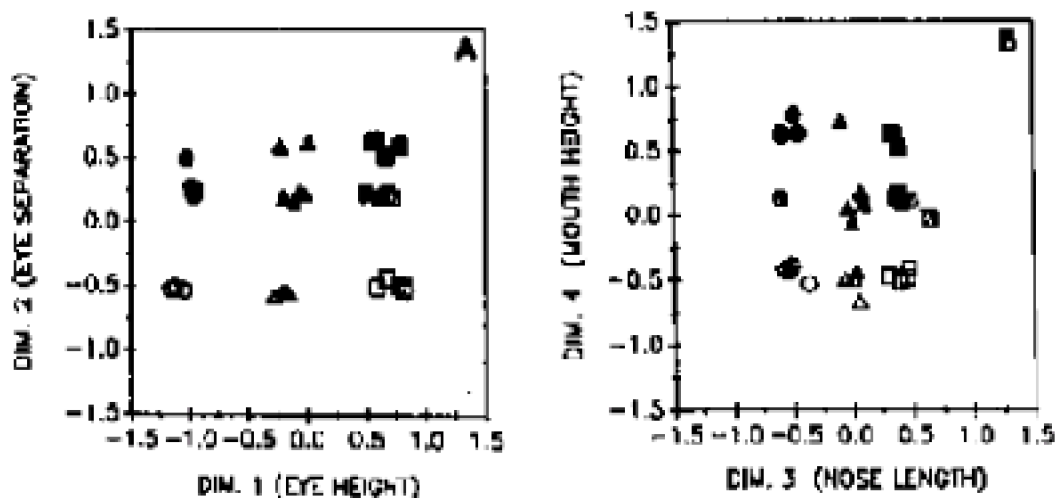 DIM. 2 (EYE SEPARATION)
1.5
1.0
0.5
0.0
−0.5
−1.0
−1.5
A
−1.5 −1.0 −0.5 0.0 0.5 1.0 1.5
DIM. 1 (EYE HEIGHT)
DIM. 4 (MOUTH HEIGHT)
1.5
1.0
0.5
0.0
−0.5
−1.0
−1.5
−1.5 −1.0 −0.5 0.0 0.5 1.0 1.5
DIM. 3 (NOSE LENGTH)